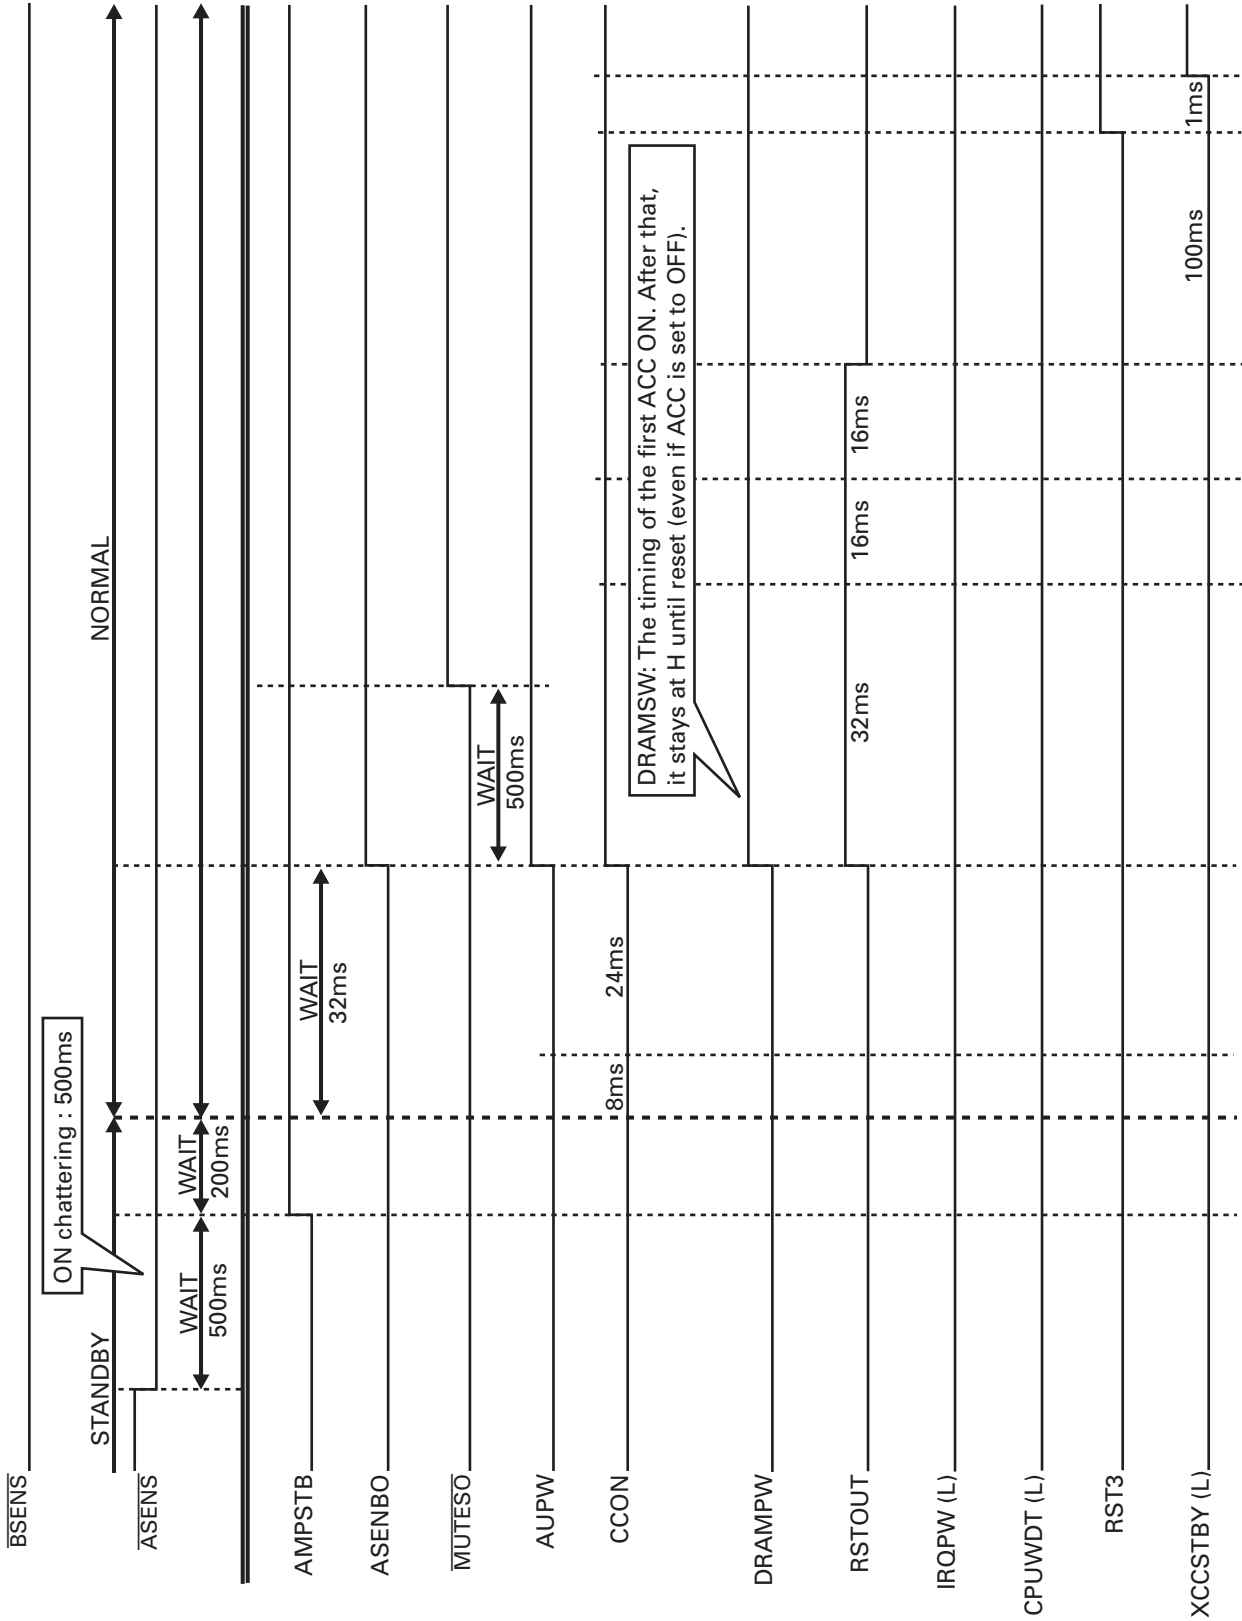 BSENS
STANDBY
NORMAL
ON chattering : 500ms
ASENS
WAIT
500ms
WAIT
200ms
AMPSTB
WAIT
32ms
ASENBO
MUTESO
WAIT
500ms
AUPW
CCON
8ms
24ms
DRAMSW: The timing of the first ACC ON. After that,
it stays at H until reset (even if ACC is set to OFF).
DRAMPW
RSTOUT
32ms
16ms
16ms
IRQPW (L)
CPUWDT (L)
RST3
XCCSTBY (L)
100ms
1ms